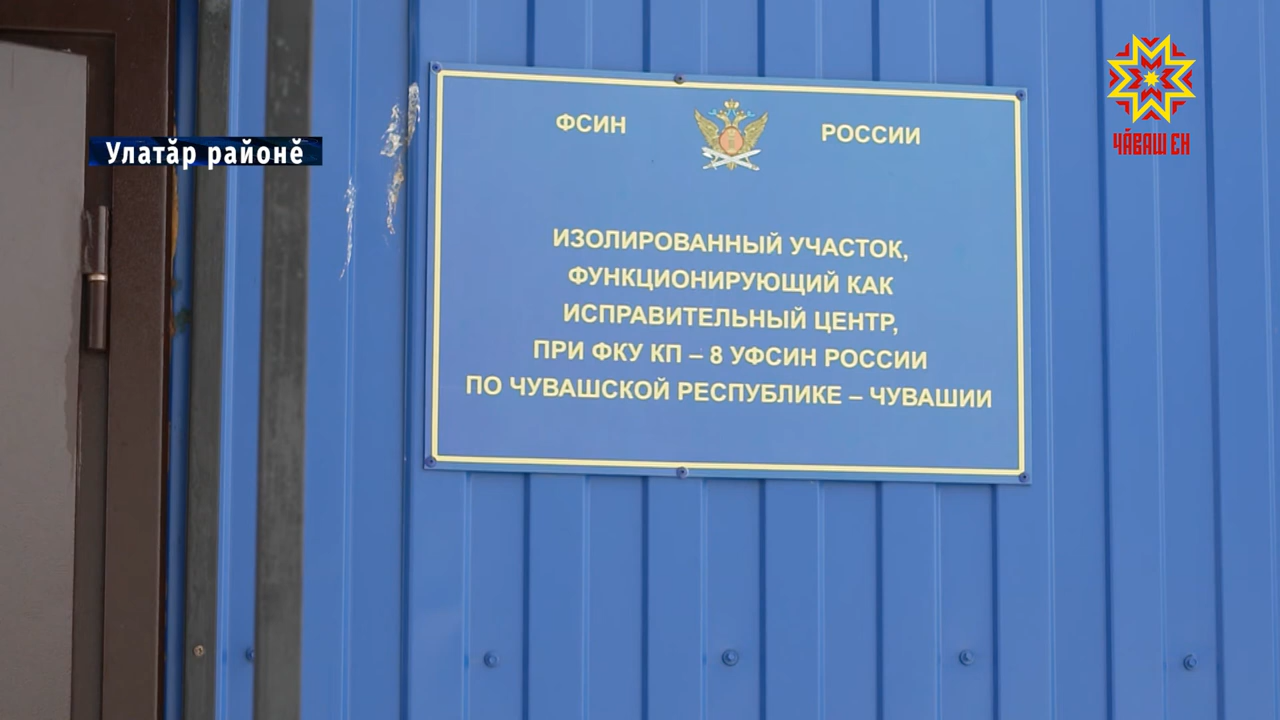 Улатӑр районӗ
ЧӐВАШ ЕН
ФСИН РОССИИ
ИЗОЛИРОВАННЫЙ УЧАСТОК,
ФУНКЦИОНИРУЮЩИЙ КАК
ИСПРАВИТЕЛЬНЫЙ ЦЕНТР,
ПРИ ФКУ КП – 8 УФСИН РОССИИ
ПО ЧУВАШСКОЙ РЕСПУБЛИКЕ – ЧУВАШИИ